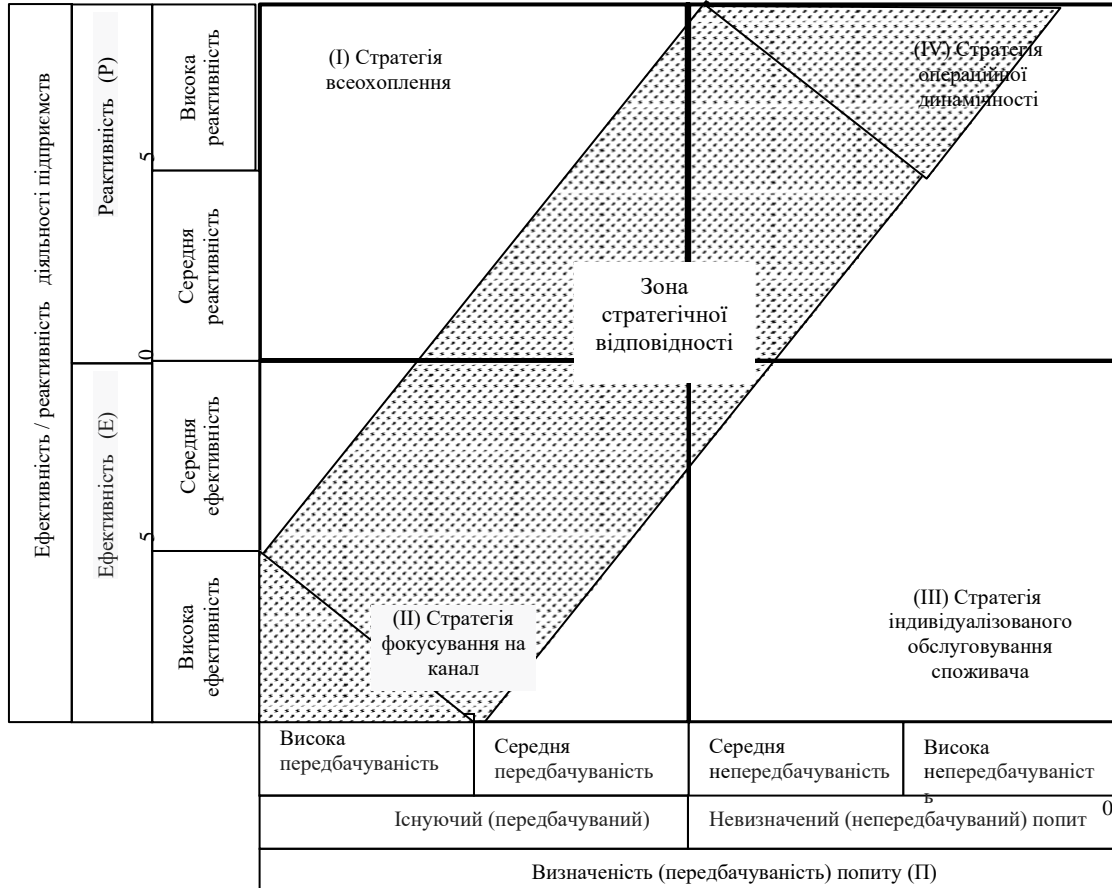 Ефективність / реактивність діяльності підприємств
Реактивність (Р)
5
0
Ефективність (Е)
5
Висока
реактивність
Середня
реактивність
Середня
ефективність
Висока
ефективність
(I) Стратегія
всеохоплення
(IV) Стратегія
операційної
динамічності
Зона
стратегічної
відповідності
(II) Стратегія
фокусування на
канал
(III) Стратегія
індивідуалізованого
обслуговування
споживача
Висока
передбачуваність
Середня
передбачуваність
Середня
непередбачуваність
Висока
непередбачуваніст
ь
0
Існуючий (передбачуваний)
Невизначений (непередбачуваний) попит
Визначеність (передбачуваність) попиту (П)